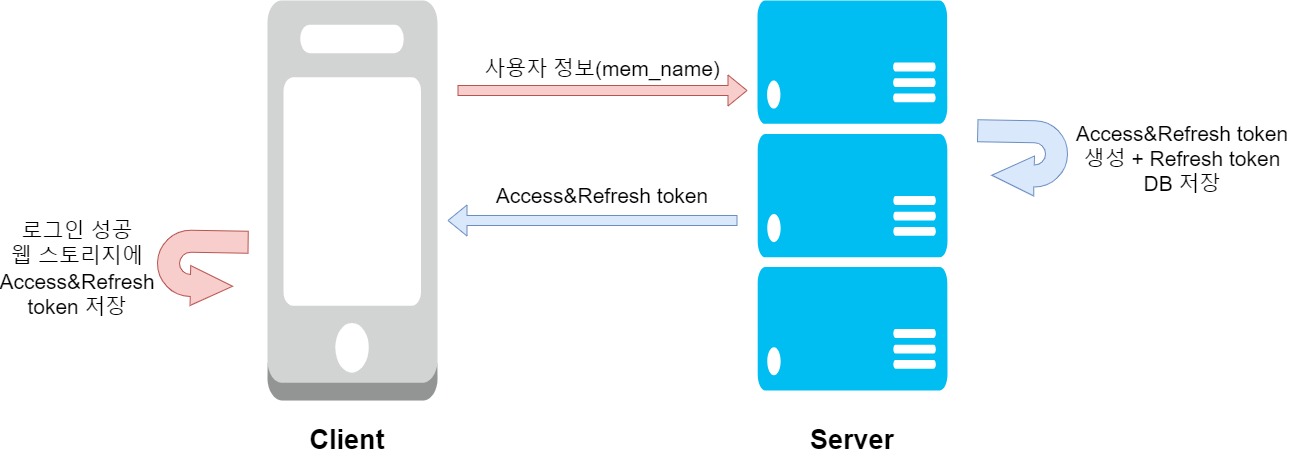 사용자 정보(mem_name)
Access&Refresh token
생성 + Refresh token
DB 저장
Access&Refresh token
로그인 성공
웹 스토리지에
Access&Refresh
token 저장
Client
Server